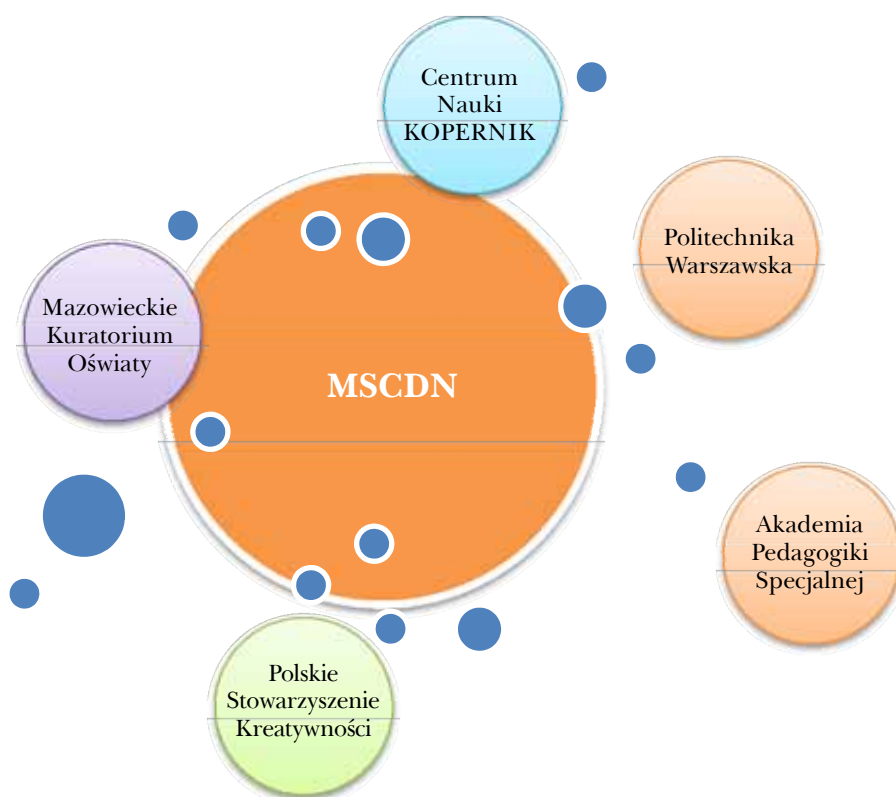 Centrum
Nauki
KOPERNIK
Politechnika
Warszawska
Mazowieckie
Kuratorium
Oświaty
MSCDN
Akademia
Pedagogiki
Specjalnej
Polskie
Stowarzyszenie
Kreatywności